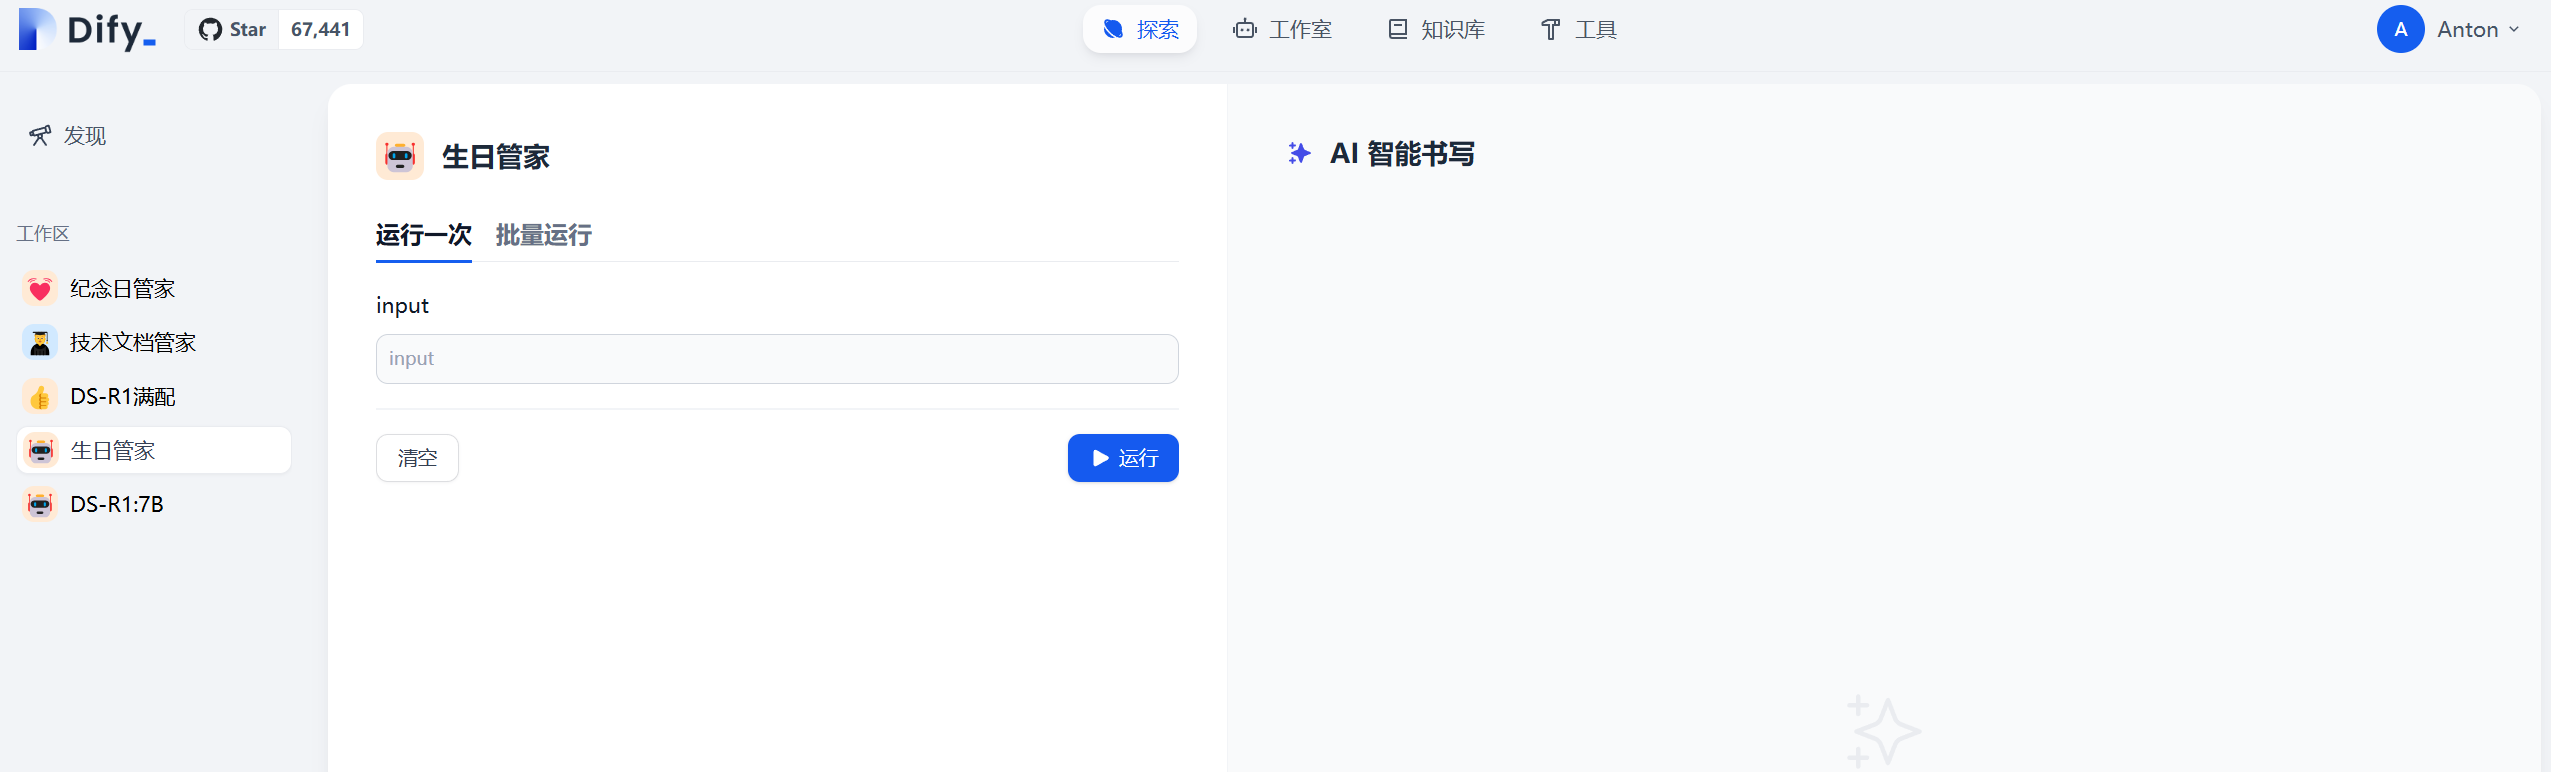 Dify_
Star 67,441
探索 工作室 知识库 工具
A Anton
发现
工作区
纪念日管家
技术文档管家
DS-R1满配
生日管家
DS-R1:7B
生日管家
运行一次 批量运行
input
input
清空 运行
AI 智能书写